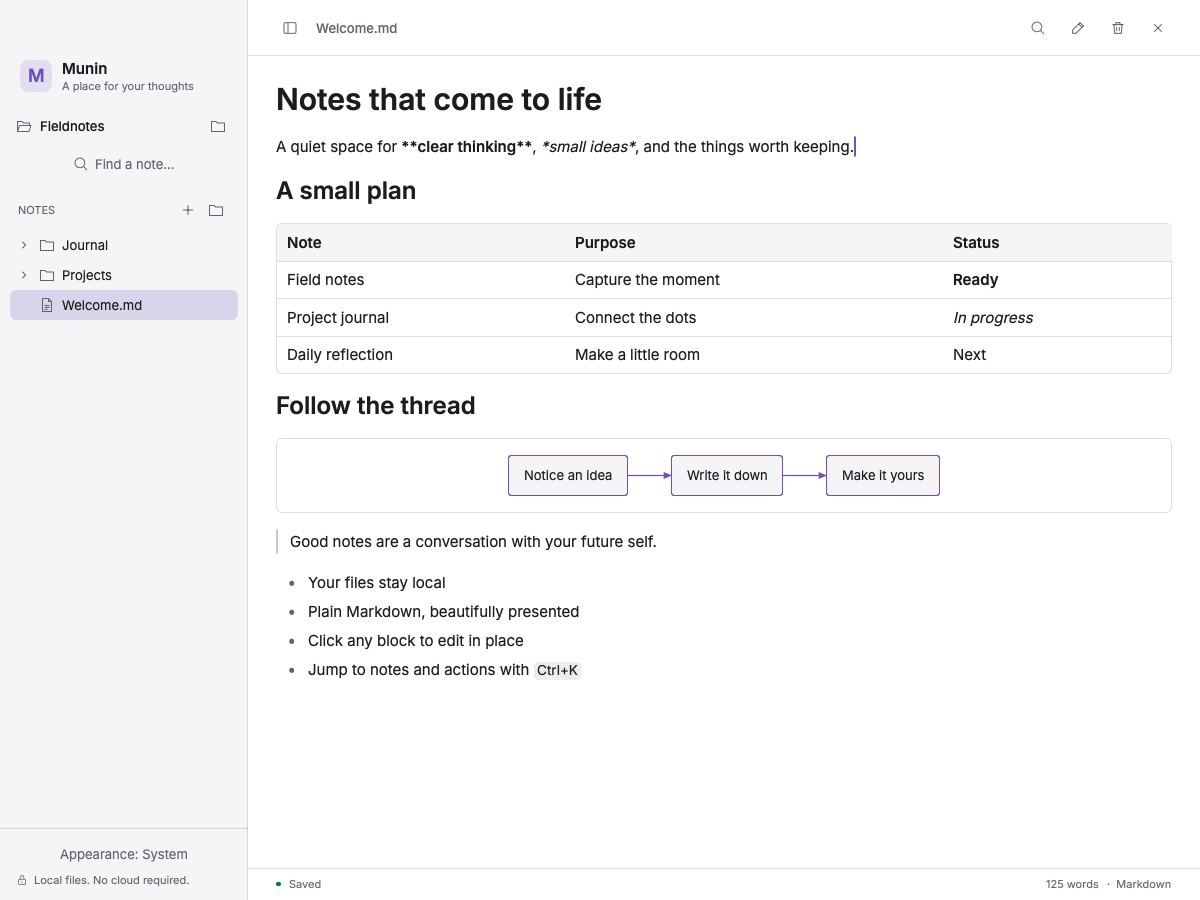 Welcome.md
M
Munin
A place for your thoughts
Fieldnotes
Find a note...
NOTES
Journal
Projects
Welcome.md
Appearance: System
Local files. No cloud required.
Notes that come to life
A quiet space for **clear thinking**, *small ideas*, and the things worth keeping.
A small plan
Note Purpose Status
Field notes Capture the moment Ready
Project journal Connect the dots In progress
Daily reflection Make a little room Next
Follow the thread
Notice an idea Write it down Make it yours
Good notes are a conversation with your future self.
• Your files stay local
• Plain Markdown, beautifully presented
• Click any block to edit in place
• Jump to notes and actions with Ctrl+K
Saved
125 words · Markdown